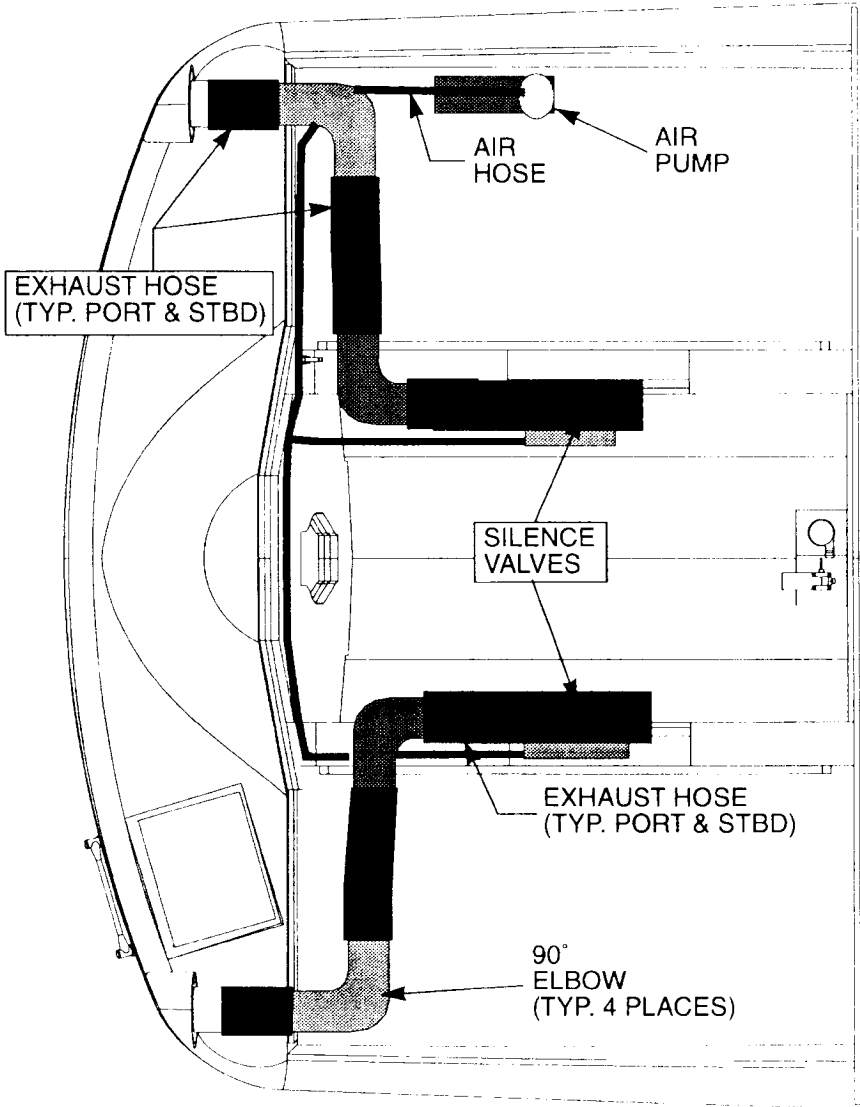 AIR
HOSE
AIR
PUMP
EXHAUST HOSE
(TYP. PORT & STBD)
SILENCE
VALVES
EXHAUST HOSE
(TYP. PORT & STBD)
90°
ELBOW
(TYP. 4 PLACES)